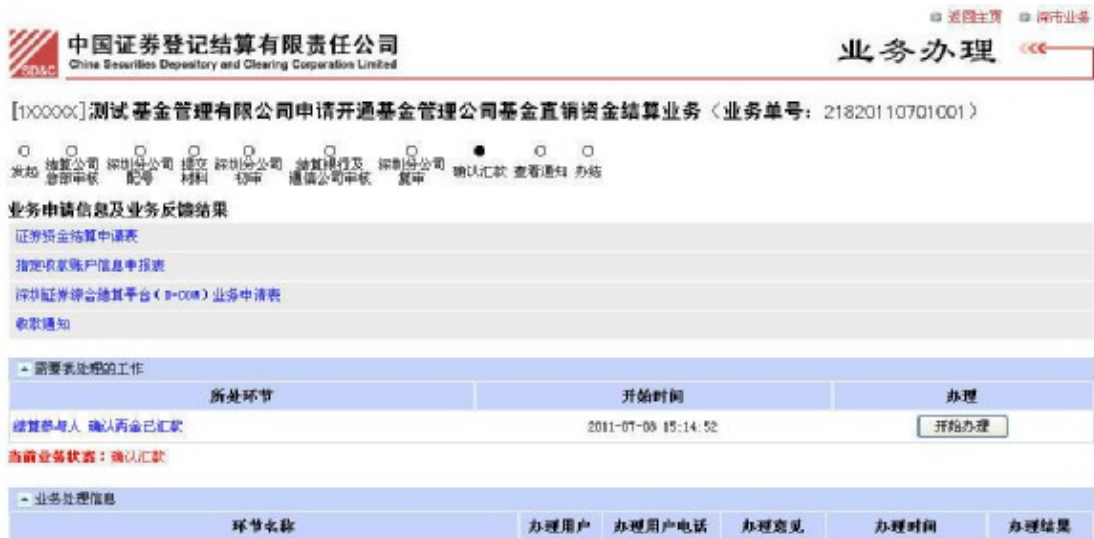 返回主页 深市业务
中国证券登记结算有限责任公司
China Securities Depository and Clearing Corporation Limited
SD&C
业务办理
[1XXXXX]测试基金管理有限公司申请开通基金管理公司基金直销资金结算业务（业务单号：21820110701001）
发起 结算公司总部审核 深圳分公司配号 提交材料 深圳分公司初审 结算银行及通信公司审核 深圳分公司复审 确认汇款 查看通知 办结
业务申请信息及业务反馈结果
证券资金结算申请表
指定收款账户信息申报表
深圳证券综合结算平台（D-COM）业务申请表
收款通知
需要我处理的工作
所处环节 开始时间 办理
结算参与人 确认两金已汇款 2011-07-08 15:14:52 开始办理
当前业务状态：确认汇款
业务处理信息
环节名称 办理用户 办理用户电话 办理意见 办理时间 办理结果